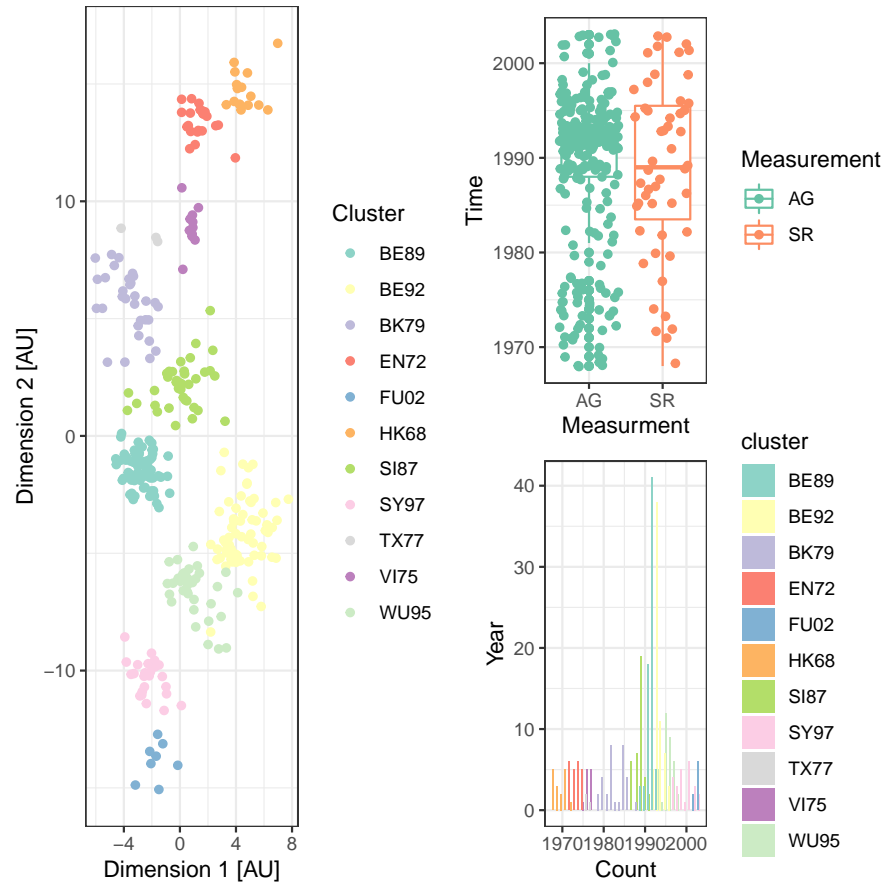 Dimension 2 [AU]
10
0
−10
−4
0
4
8
Dimension 1 [AU]
Cluster
BE89
BE92
BK79
EN72
FU02
HK68
SI87
SY97
TX77
VI75
WU95
Time
2000
1990
1980
1970
AG
SR
Measurment
Measurement
AG
SR
Year
40
30
20
10
0
1970
1980
1990
2000
Count
cluster
BE89
BE92
BK79
EN72
FU02
HK68
SI87
SY97
TX77
VI75
WU95